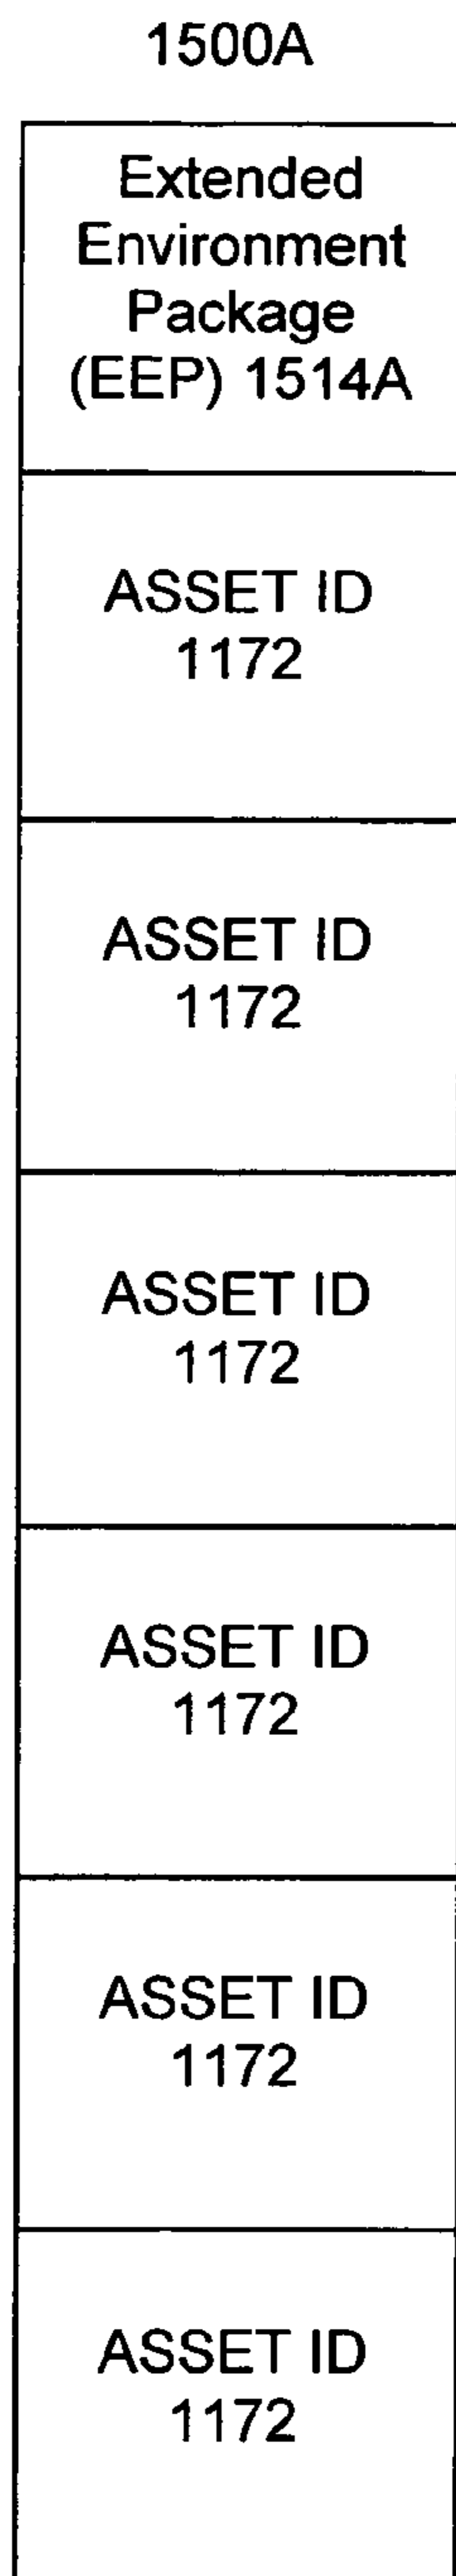 1500A
Extended
Environment
Package
(EEP) 1514A
ASSET ID
1172
ASSET ID
1172
ASSET ID
1172
ASSET ID
1172
ASSET ID
1172
ASSET ID
1172